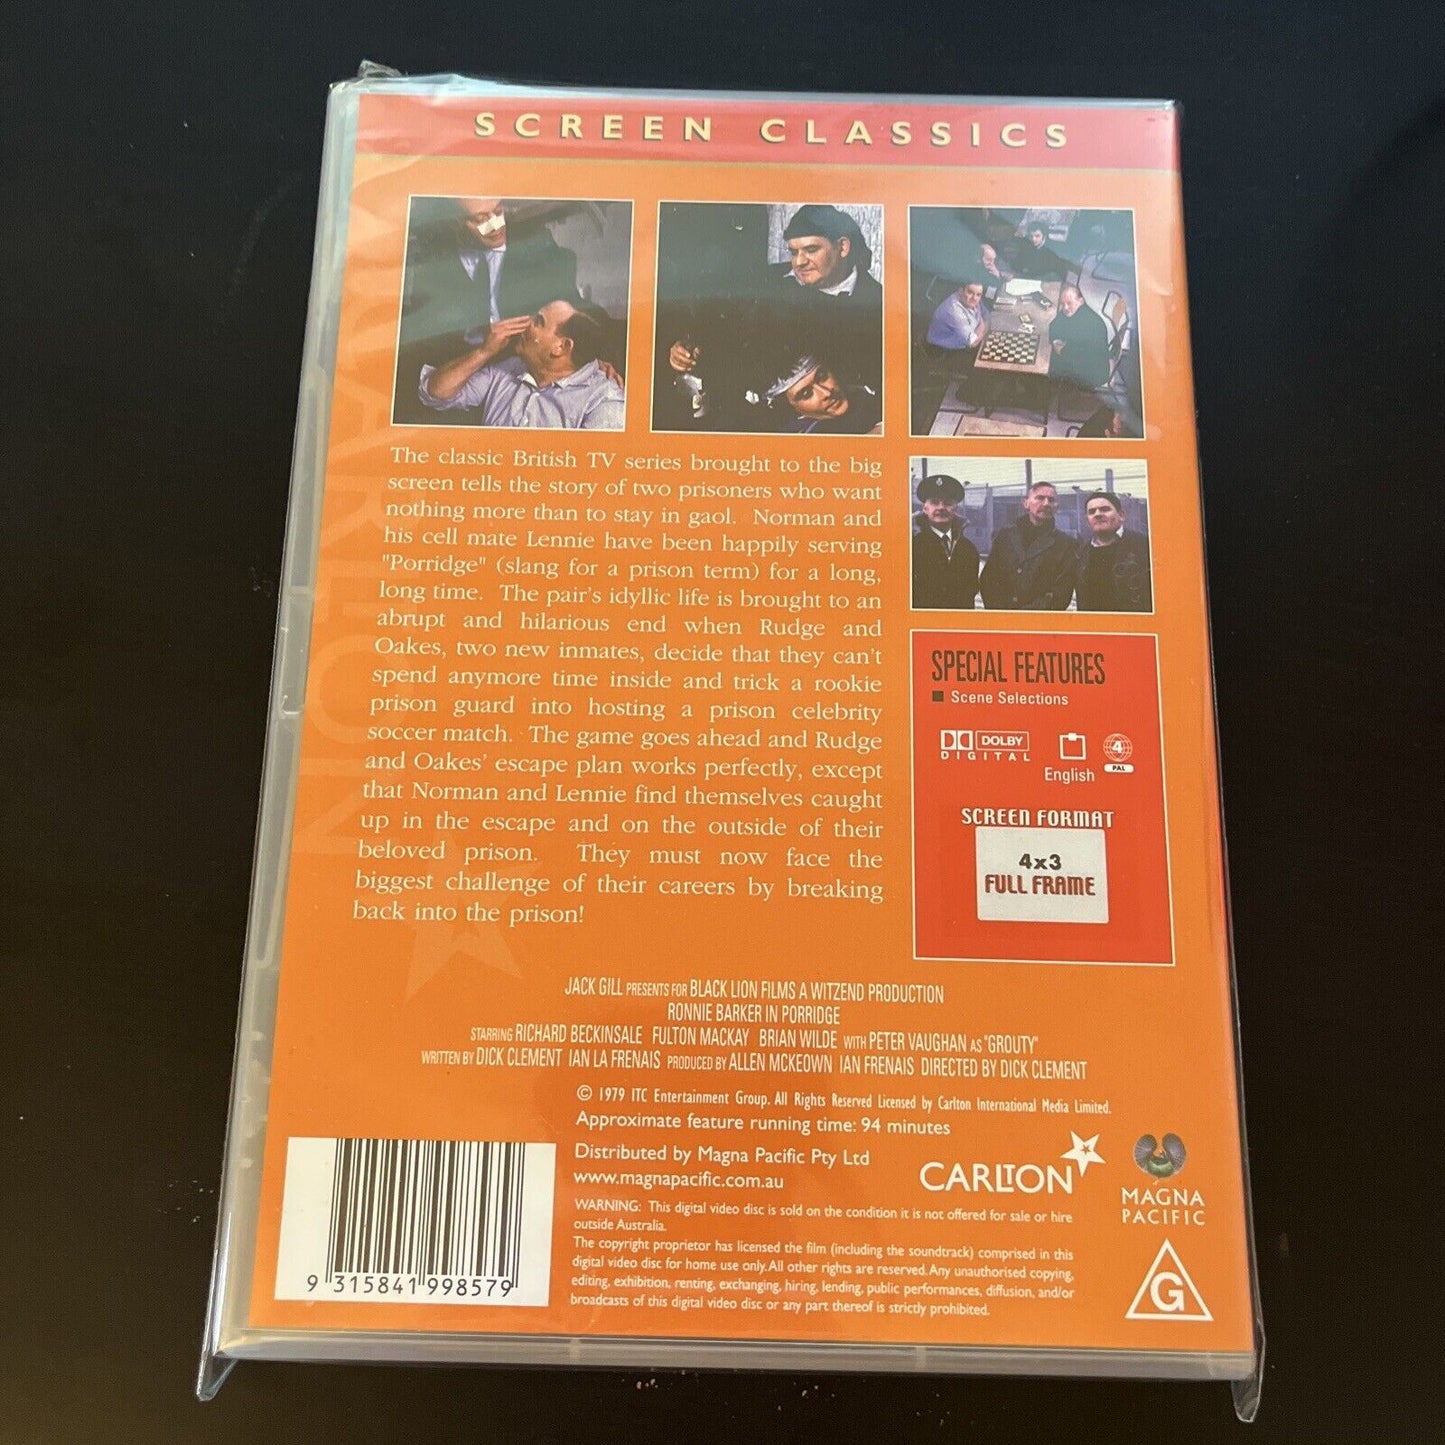 SCREEN CLASSICS
The classic British TV series brought to the big
screen tells the story of two prisoners who want
nothing more than to stay in gaol. Norman and
his cell mate Lennie have been happily serving
"Porridge" (slang for a prison term) for a long,
long time. The pair's idyllic life is brought to an
abrupt and hilarious end when Rudge and
Oakes, two new inmates, decide that they can't
spend anymore time inside and trick a rookie
prison guard into hosting a prison celebrity
soccer match. The game goes ahead and Rudge
and Oakes' escape plan works perfectly, except
that Norman and Lennie find themselves caught
up in the escape and on the outside of their
beloved prison. They must now face the
biggest challenge of their careers by breaking
back into the prison!
SPECIAL FEATURES
Scene Selections
DOLBY
DIGITAL
English
4
PAL
SCREEN FORMAT
4x3
FULL FRAME
JACK GILL PRESENTS FOR BLACK LION FILMS A WITZEND PRODUCTION
RONNIE BARKER IN PORRIDGE
STARRING RICHARD BECKINSALE FULTON MACKAY BRIAN WILDE WITH PETER VAUGHAN AS "GROUTY"
WRITTEN BY DICK CLEMENT IAN LA FRENAIS PRODUCED BY ALLEN MCKEOWN IAN FRENAIS DIRECTED BY DICK CLEMENT
© 1979 ITC Entertainment Group. All Rights Reserved Licensed by Carlton International Media Limited.
Approximate feature running time: 94 minutes
Distributed by Magna Pacific Pty Ltd
www.magnapacific.com.au
WARNING: This digital video disc is sold on the condition it is not offered for sale or hire
outside Australia.
The copyright proprietor has licensed the film (including the soundtrack) comprised in this
digital video disc for home use only. All other rights are reserved. Any unauthorised copying,
editing, exhibition, renting, exchanging, hiring, lending, public performances, diffusion, and/or
broadcasts of this digital video disc or any part thereof is strictly prohibited.
CARLTON
MAGNA
PACIFIC
G
9 315841 998579
CARLTON